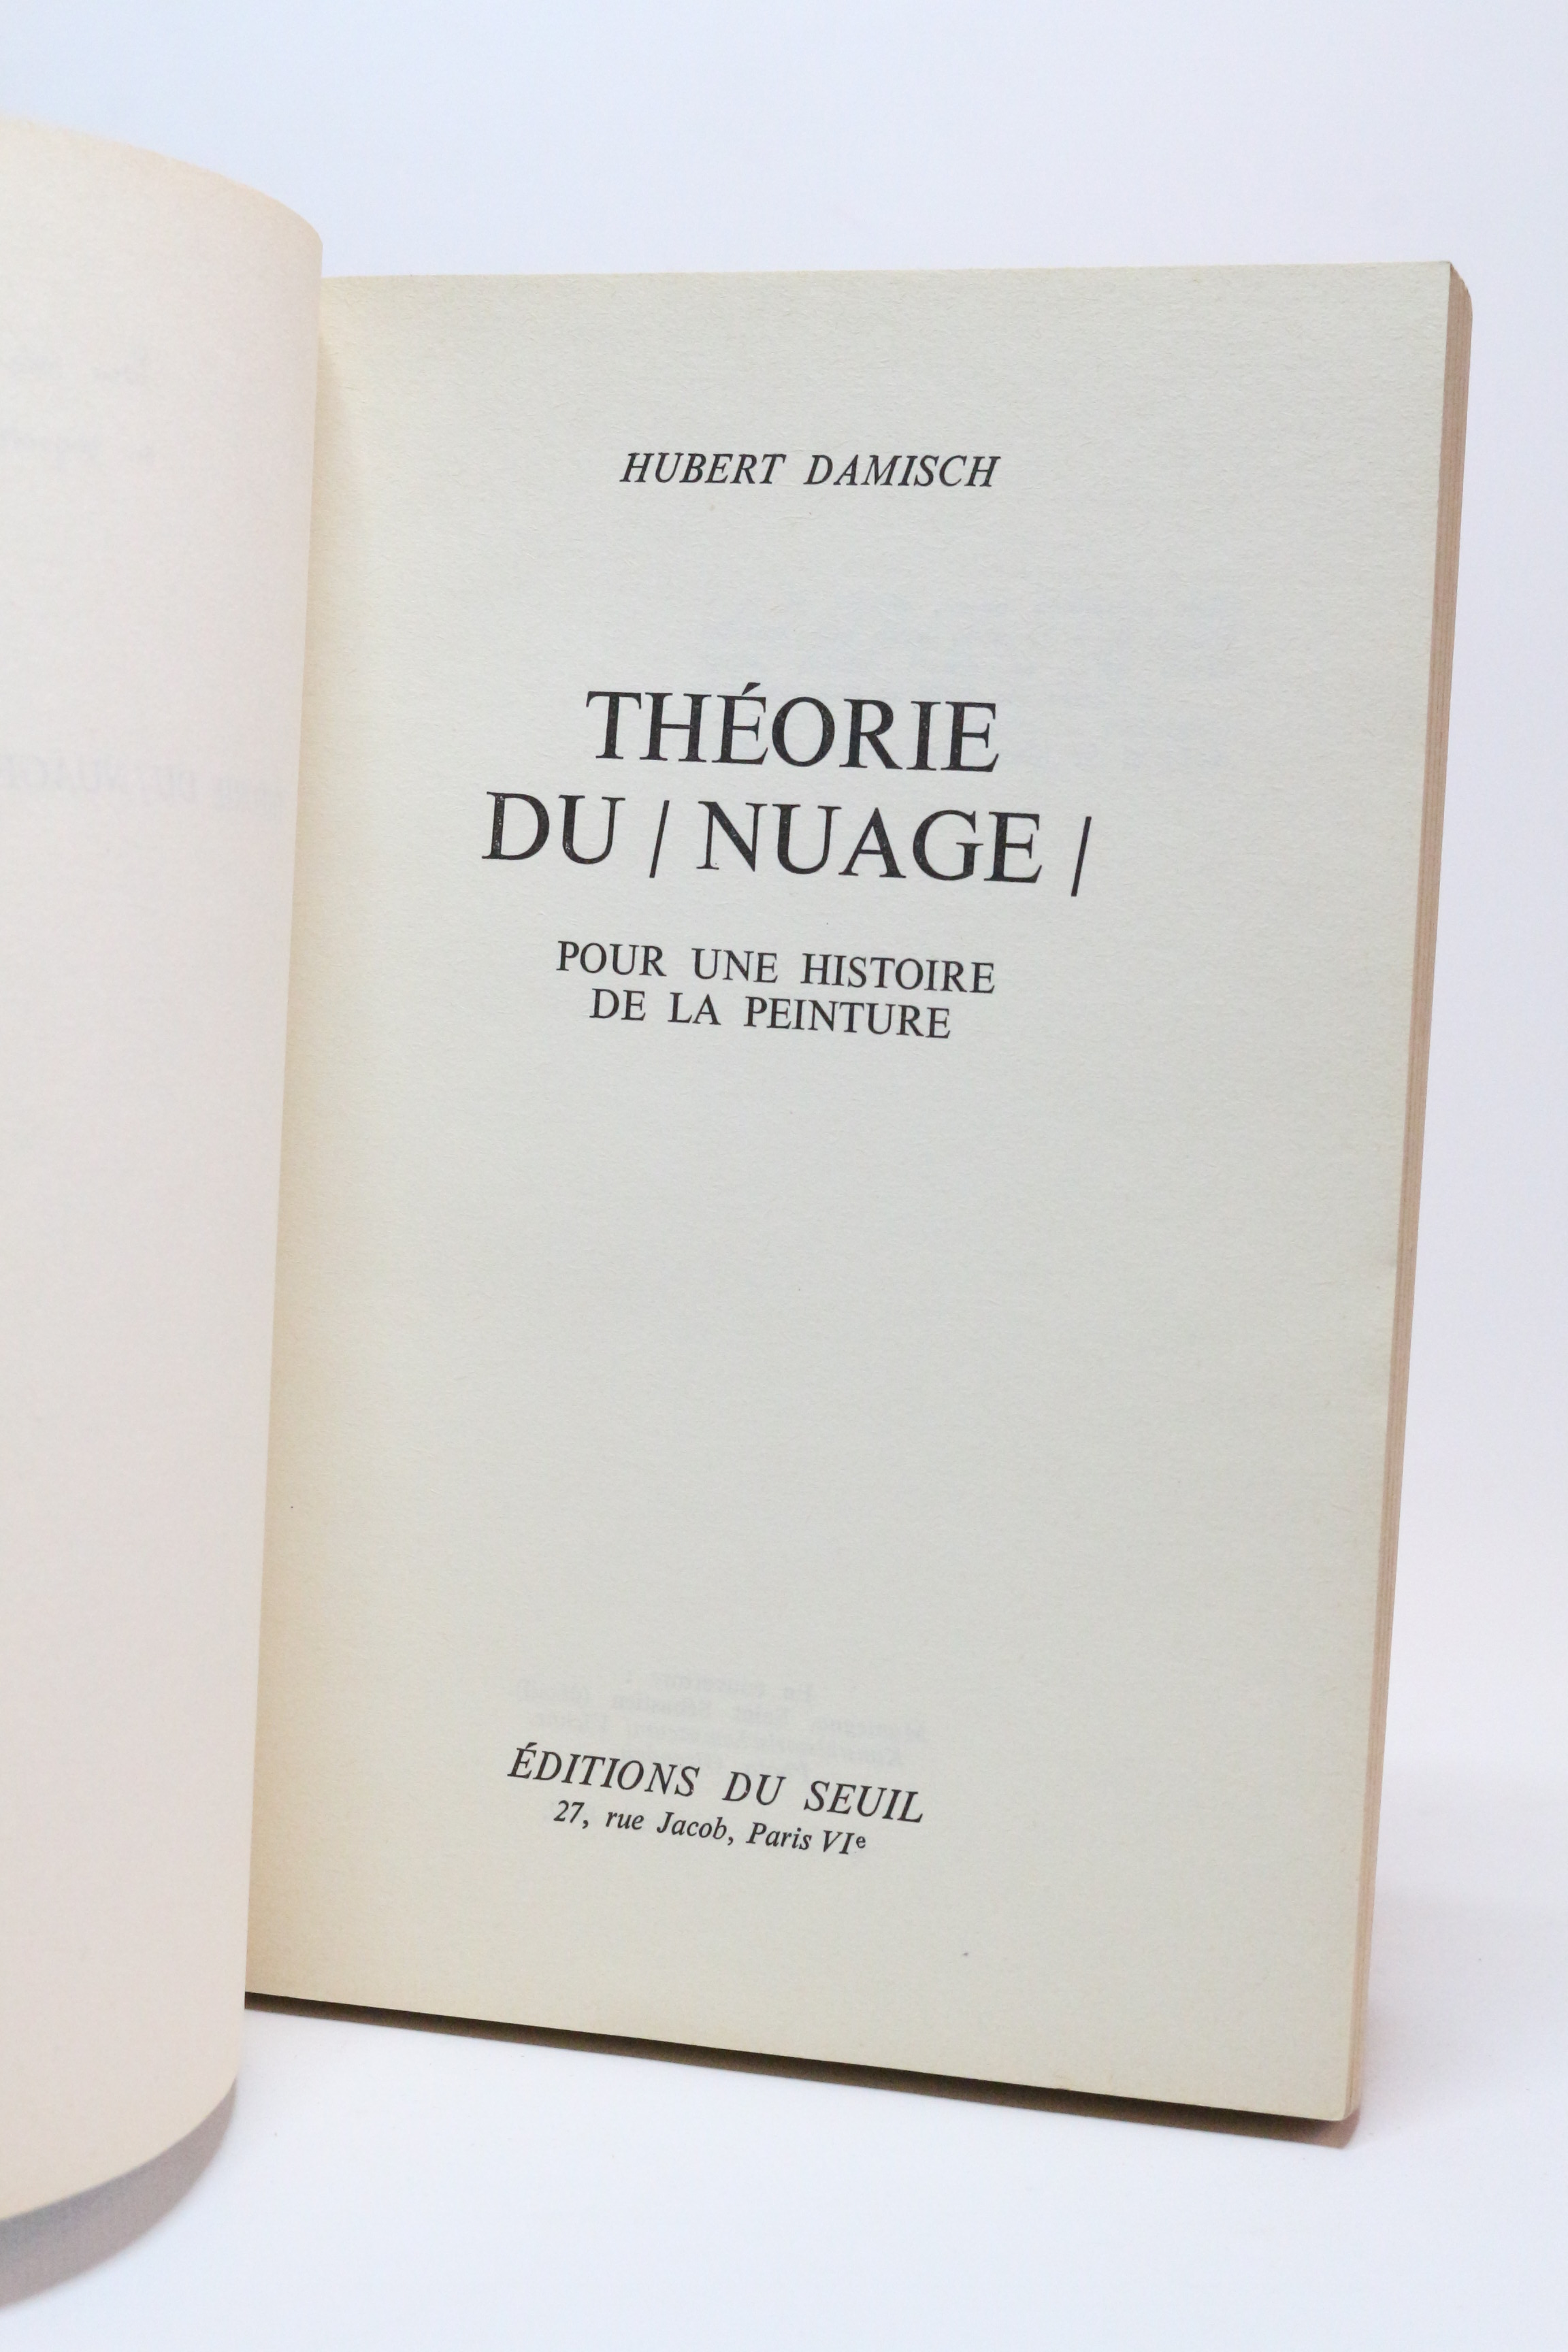 HUBERT DAMISCH
THÉORIE
DU / NUAGE /
POUR UNE HISTOIRE
DE LA PEINTURE
ÉDITIONS DU SEUIL
27, rue Jacob, Paris VIe